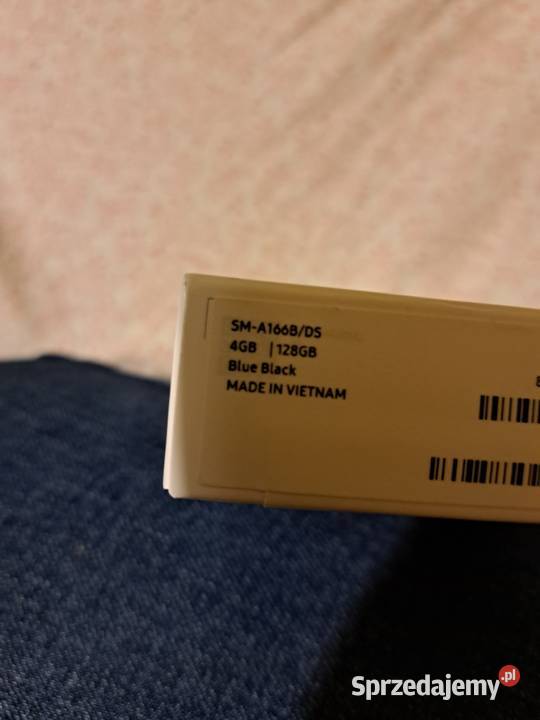 SM-A166B/DS
4GB | 128GB
Blue Black
MADE IN VIETNAM
Sprzedajemy.pl